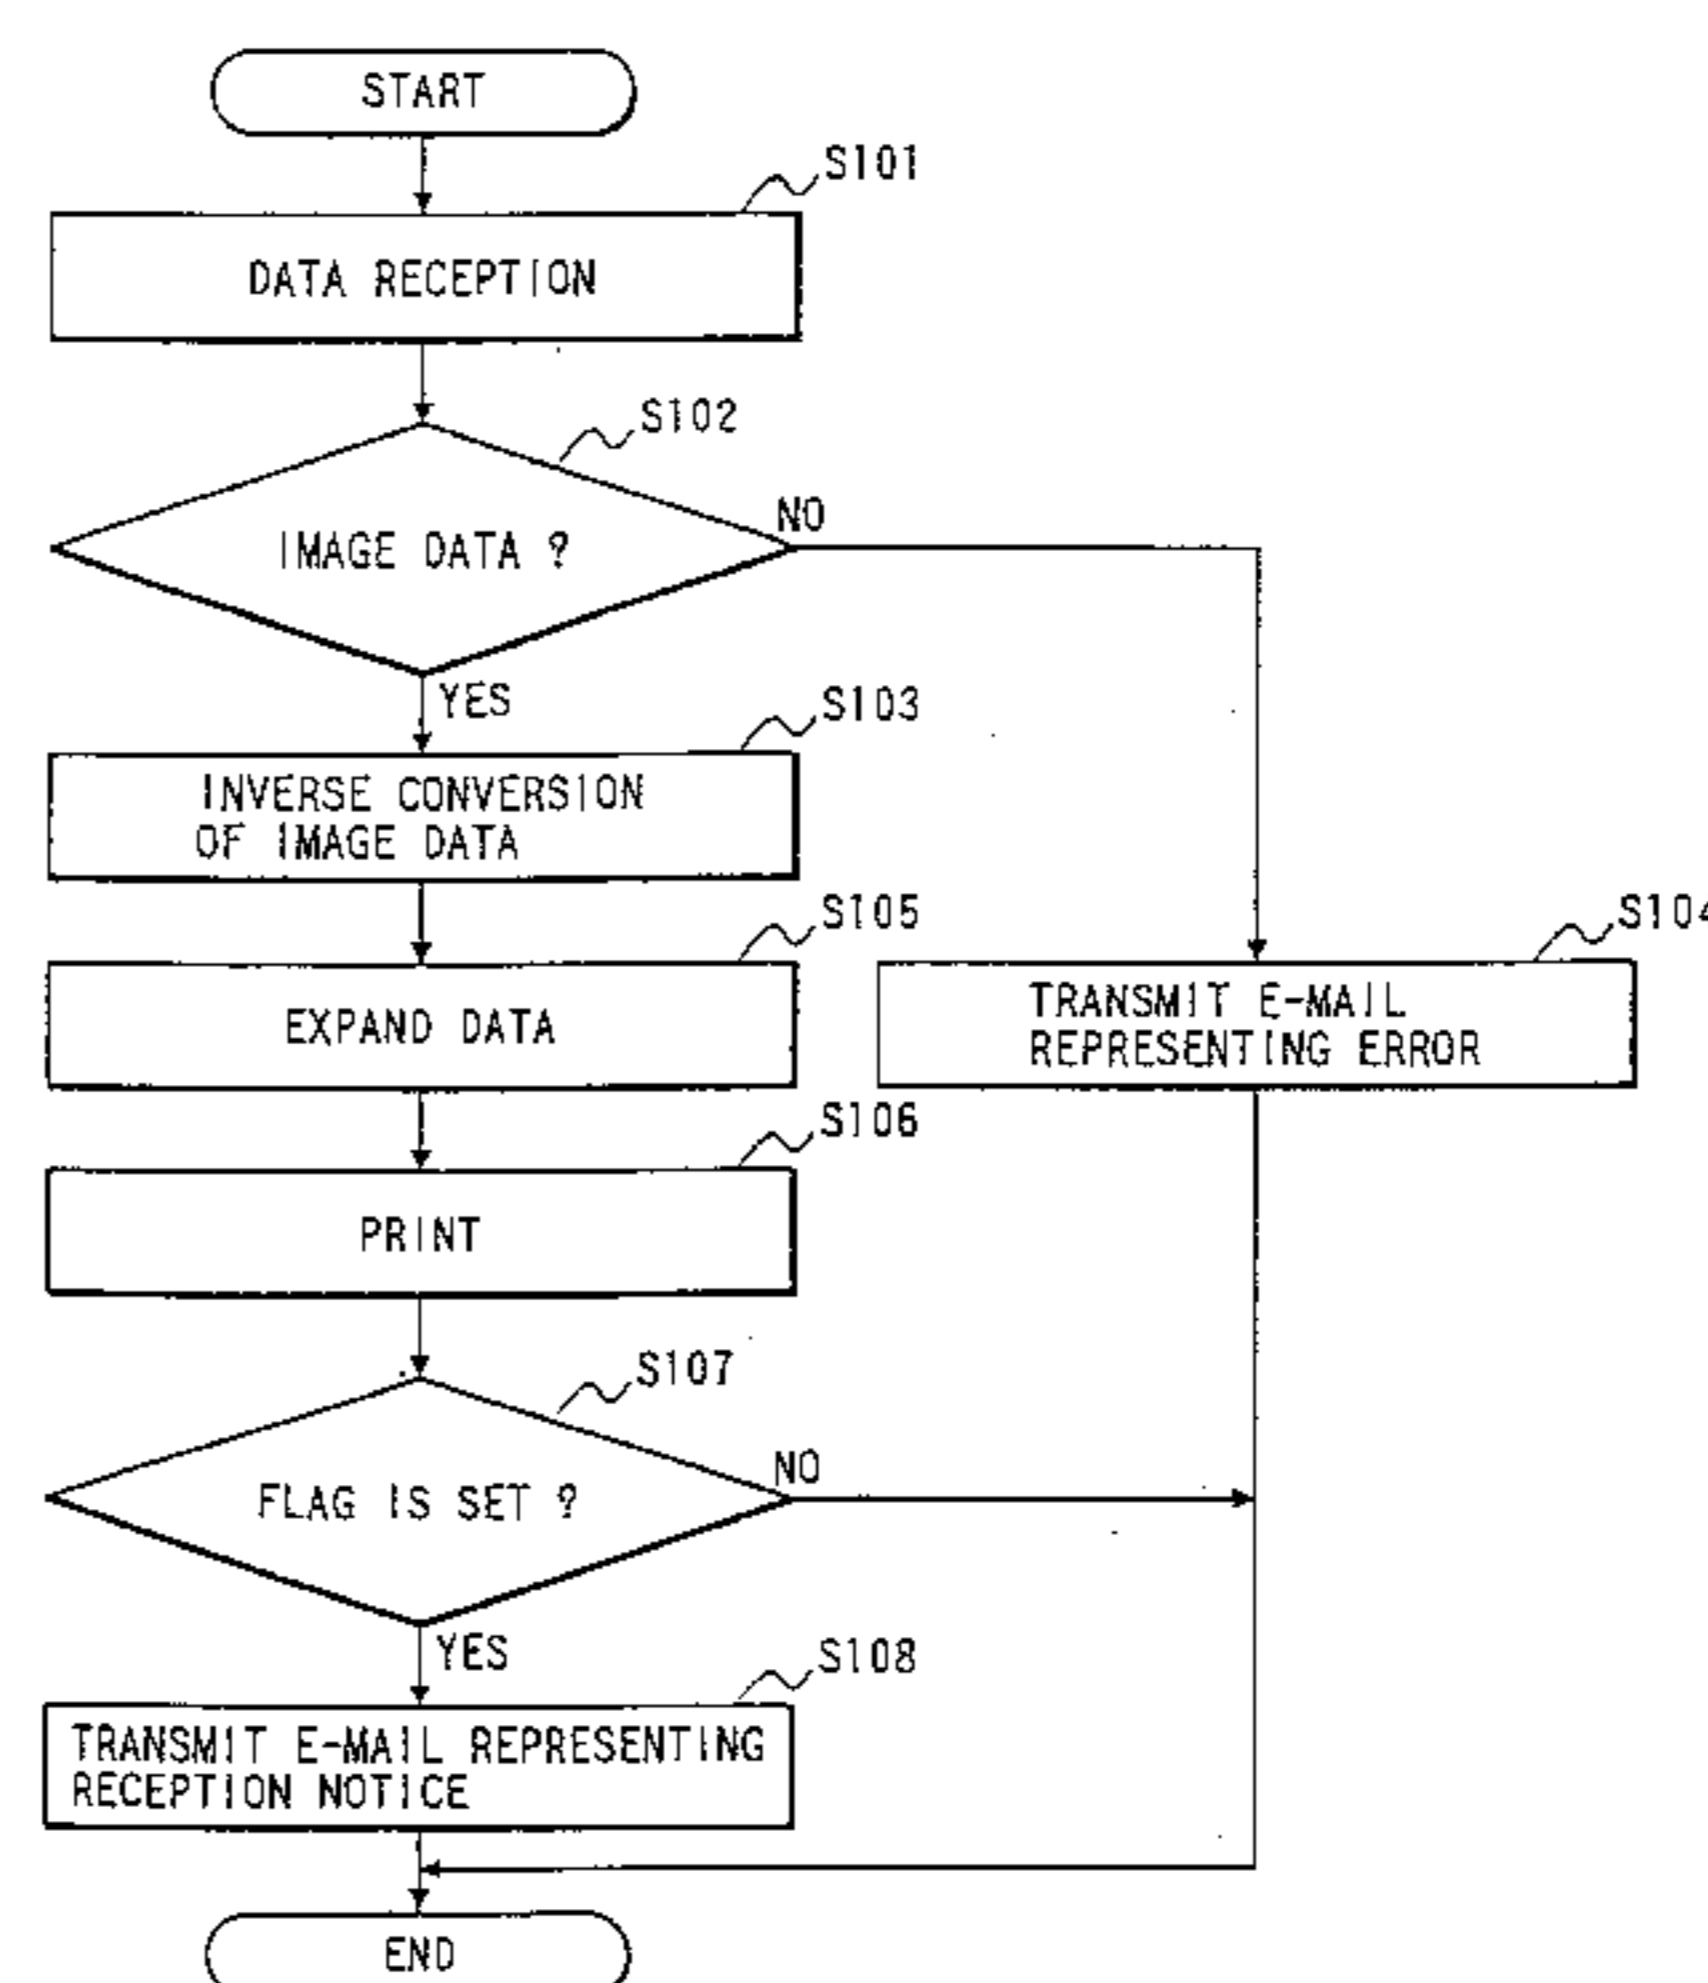 START
S101
DATA RECEPTION
S102
IMAGE DATA ?
NO
YES
S103
INVERSE CONVERSION
OF IMAGE DATA
S105
EXPAND DATA
S104
TRANSMIT E-MAIL
REPRESENTING ERROR
S106
PRINT
S107
FLAG IS SET ?
NO
YES
S108
TRANSMIT E-MAIL REPRESENTING
RECEPTION NOTICE
END